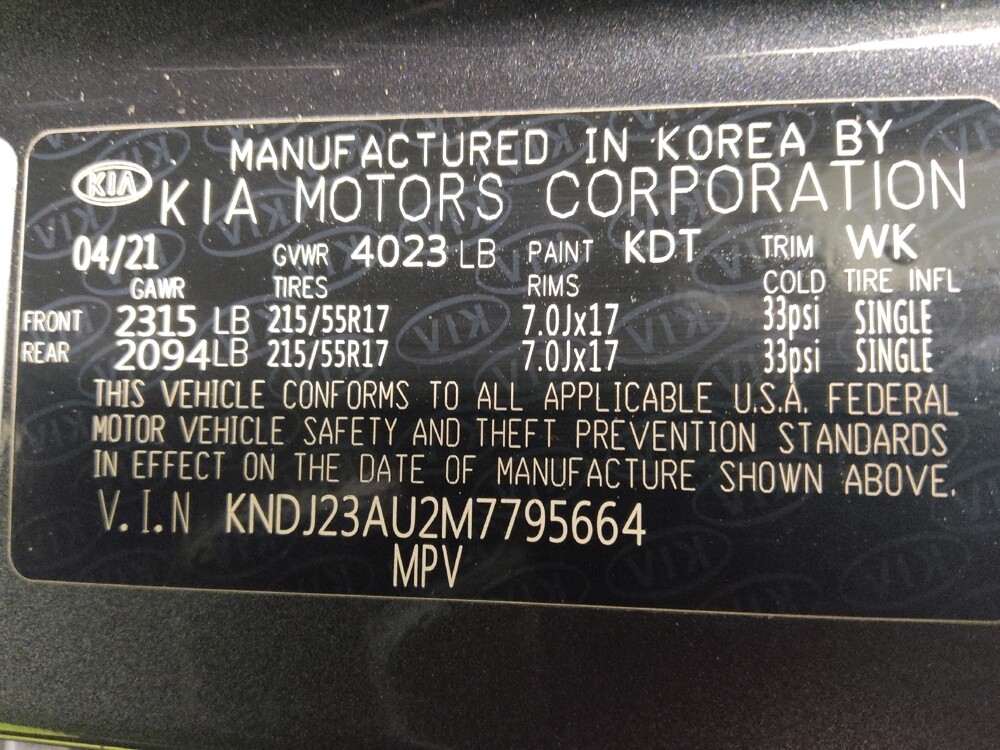 MANUFACTURED IN KOREA BY
KIA KIA MOTORS CORPORATION
04/21 GVWR 4023 LB PAINT KDT TRIM WK
GAWR TIRES RIMS COLD TIRE INFL
FRONT 2315 LB 215/55R17 7.0Jx17 33psi SINGLE
REAR 2094LB 215/55R17 7.0Jx17 33psi SINGLE
THIS VEHICLE CONFORMS TO ALL APPLICABLE U.S.A. FEDERAL
MOTOR VEHICLE SAFETY AND THEFT PREVENTION STANDARDS
IN EFFECT ON THE DATE OF MANUFACTURE SHOWN ABOVE.
V.I.N KNDJ23AU2M7795664
MPV